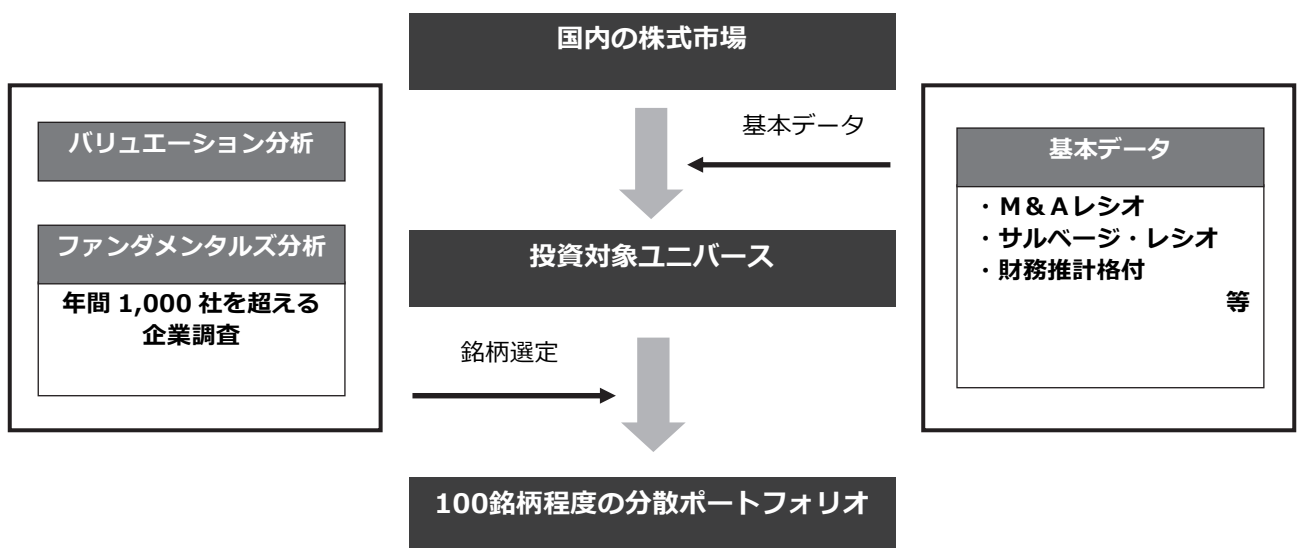 国内の株式市場
バリュエーション分析
ファンダメンタルズ分析
年間 1,000 社を超える
企業調査
基本データ
基本データ
・Ｍ＆Ａレシオ
・サルベージ・レシオ
・財務推計格付
等
投資対象ユニバース
銘柄選定
100銘柄程度の分散ポートフォリオ